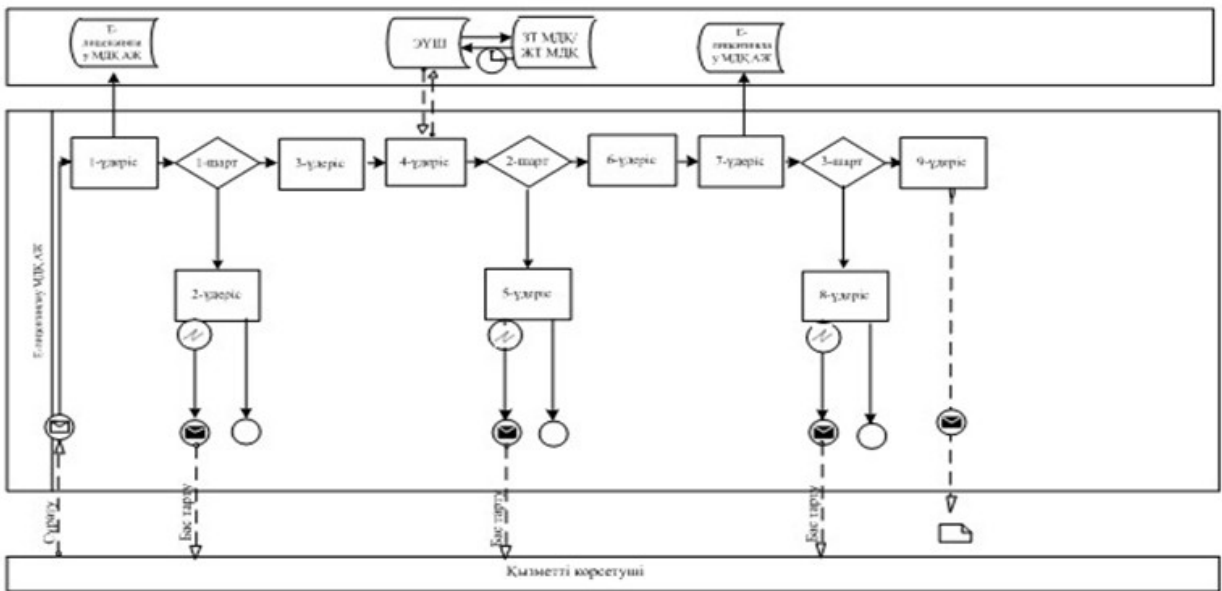 Е-
лицензиялау
МДҚ АЖ
ЭҮШ
ЗТ МДҚ/
ЖТ МДҚ
Е-
лицензиялау
МДҚ АЖ
1-үдеріс
1-шарт
3-үдеріс
4-үдеріс
2-шарт
6-үдеріс
7-үдеріс
3-шарт
9-үдеріс
Е-лицензиялау МДҚ АЖ
2-үдеріс
5-үдеріс
8-үдеріс
Сұрату
Бас тарту
Бас тарту
Бас тарту
Қызметті көрсетуші